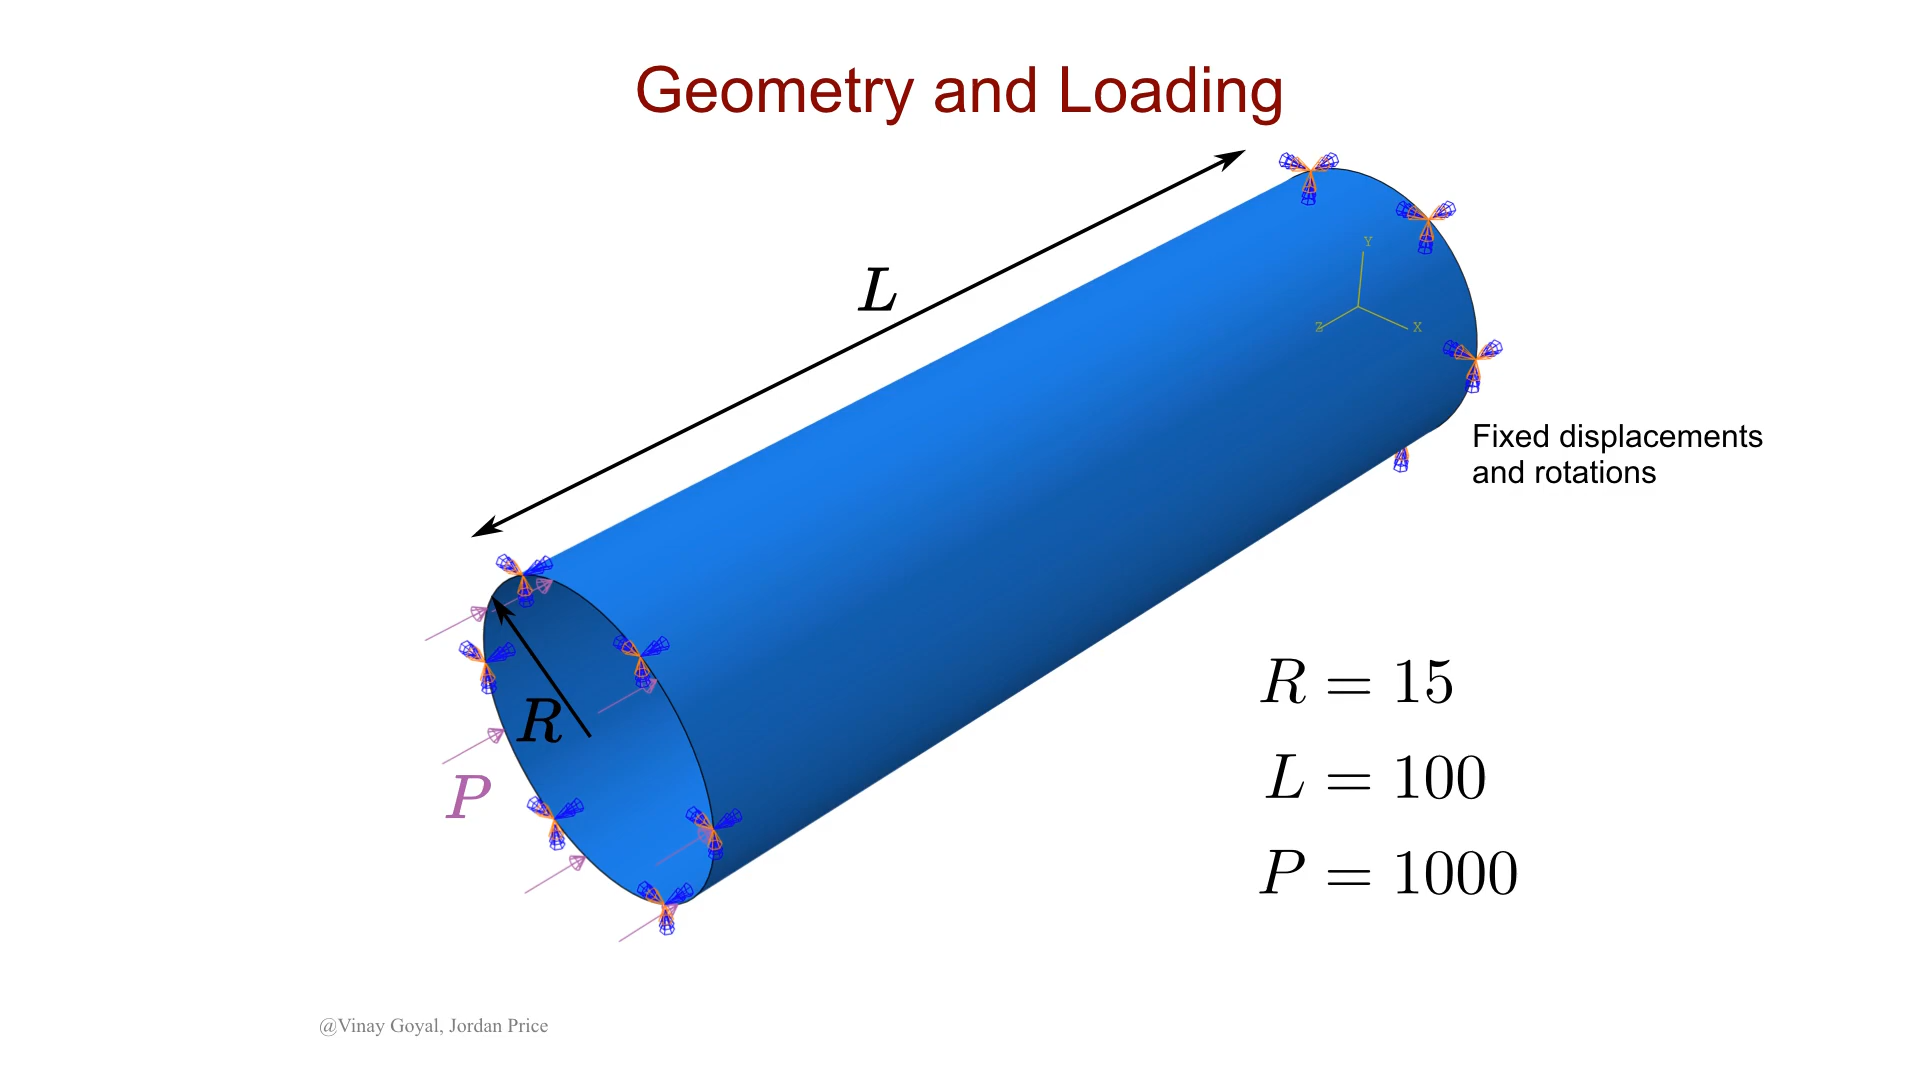 Geometry and Loading
L
Y
Z
X
Fixed displacements
and rotations
R
P
R = 15
L = 100
P = 1000
@Vinay Goyal, Jordan Price